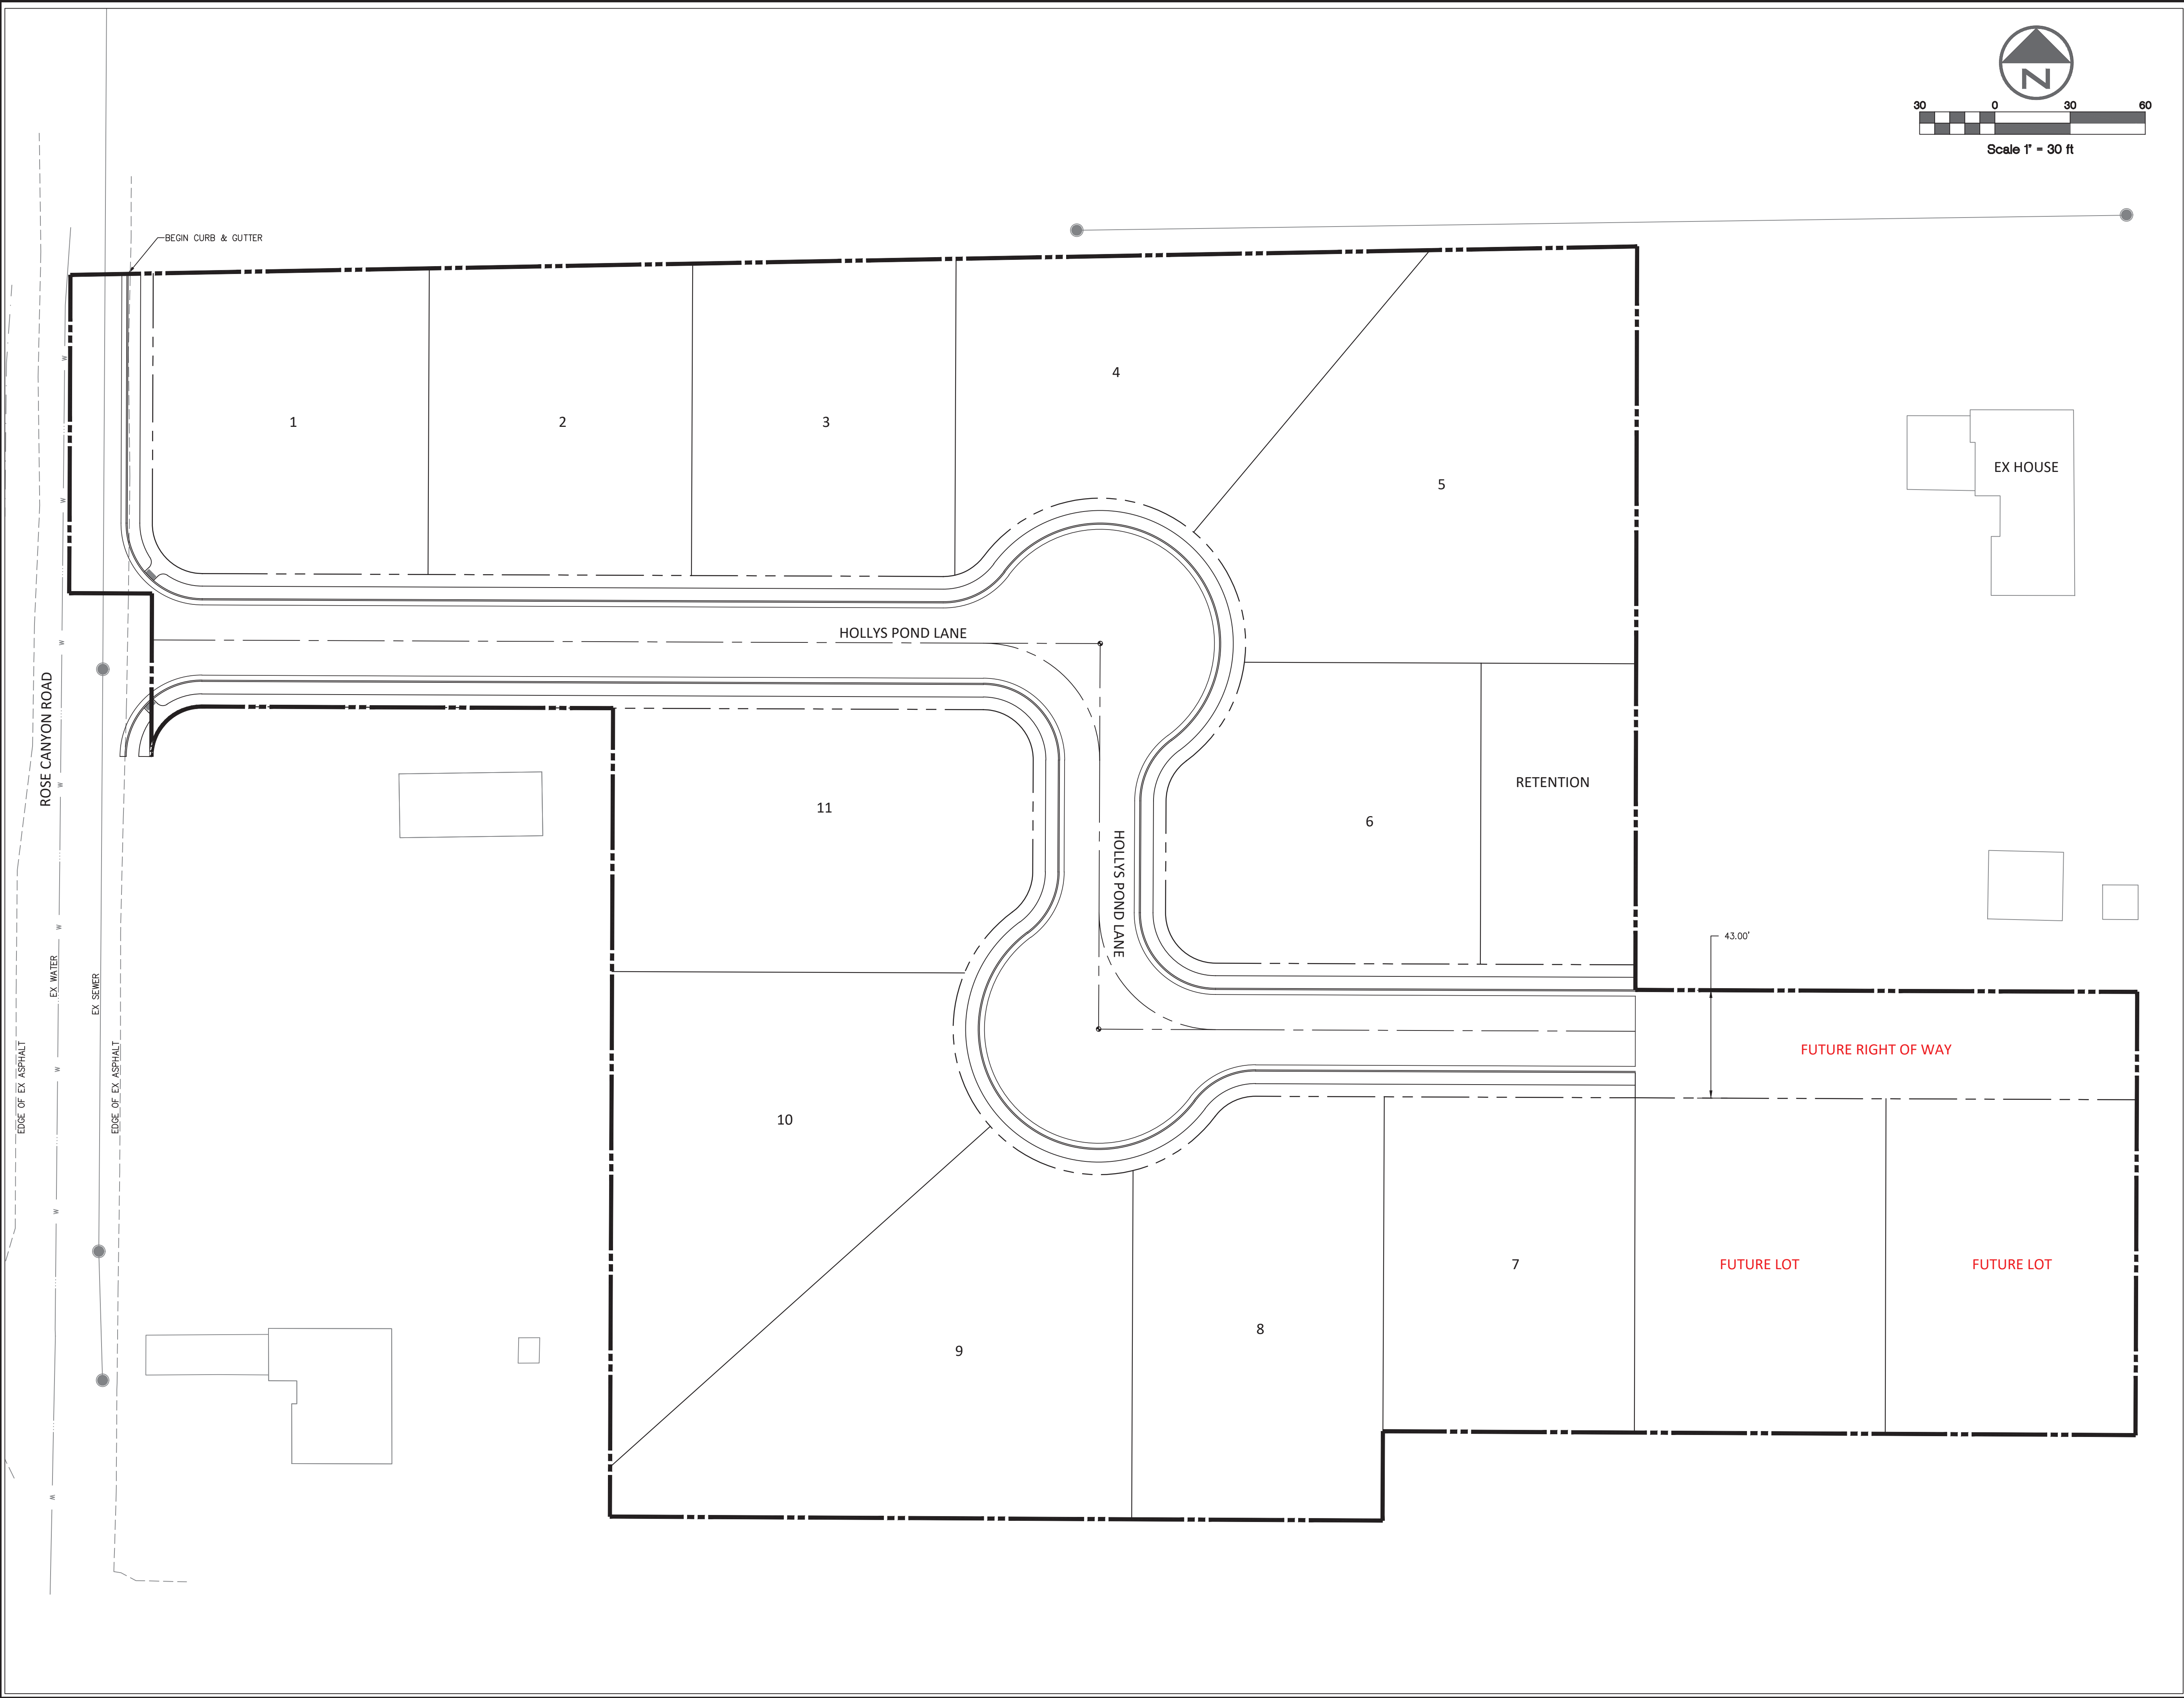 N
30 0 30 60
Scale 1" = 30 ft
BEGIN CURB & GUTTER
1
2
3
4
5
EX HOUSE
HOLLYS POND LANE
ROSE CANYON ROAD
W
W
W
W
W
W
W
W
W
11
HOLLYS POND LANE
6
RETENTION
43.00'
EX WATER
EX SEWER
EDGE OF EX ASPHALT
EDGE OF EX ASPHALT
FUTURE RIGHT OF WAY
10
9
8
7
FUTURE LOT
FUTURE LOT